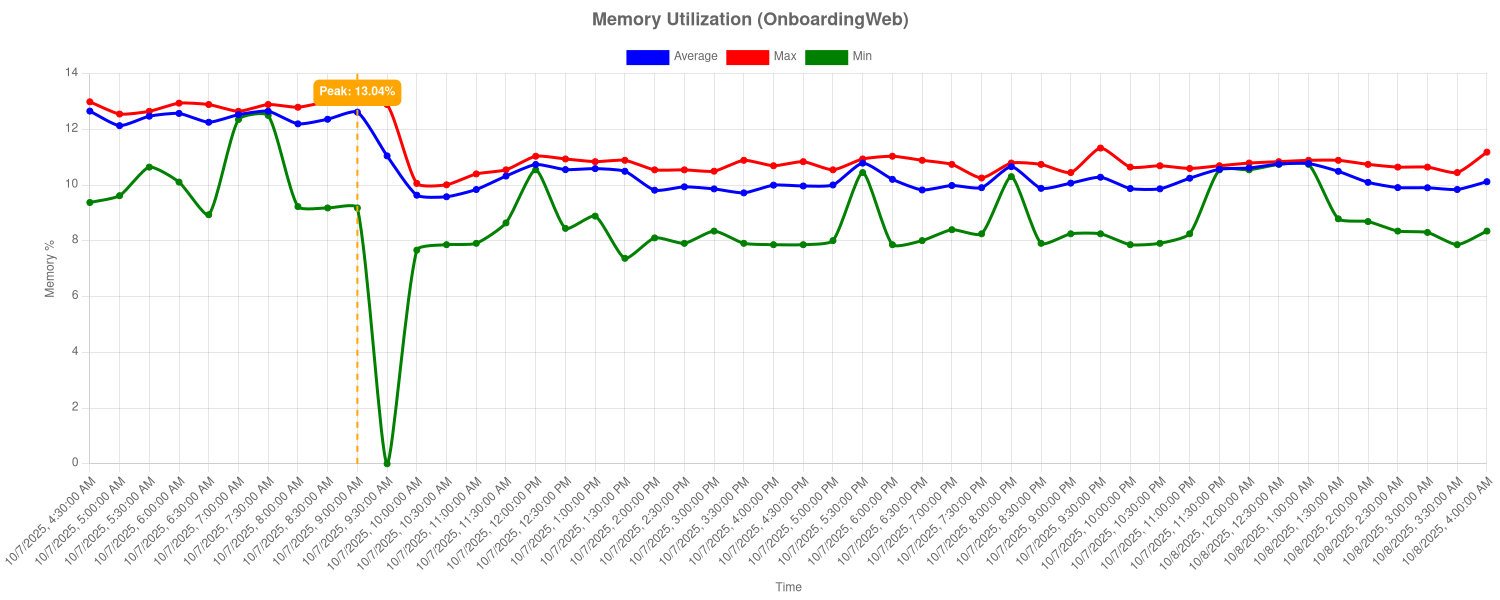 Memory Utilization (OnboardingWeb)
Average Max Min
Peak: 13.04%
14
12
10
8
6
4
2
0
Memory %
10/7/2025, 4:30:00 AM
10/7/2025, 5:00:00 AM
10/7/2025, 5:30:00 AM
10/7/2025, 6:00:00 AM
10/7/2025, 6:30:00 AM
10/7/2025, 7:00:00 AM
10/7/2025, 7:30:00 AM
10/7/2025, 8:00:00 AM
10/7/2025, 8:30:00 AM
10/7/2025, 9:00:00 AM
10/7/2025, 9:30:00 AM
10/7/2025, 10:00:00 AM
10/7/2025, 10:30:00 AM
10/7/2025, 11:00:00 AM
10/7/2025, 11:30:00 AM
10/7/2025, 12:00:00 PM
10/7/2025, 12:30:00 PM
10/7/2025, 1:00:00 PM
10/7/2025, 1:30:00 PM
10/7/2025, 2:00:00 PM
10/7/2025, 2:30:00 PM
10/7/2025, 3:00:00 PM
10/7/2025, 3:30:00 PM
10/7/2025, 4:00:00 PM
10/7/2025, 4:30:00 PM
10/7/2025, 5:00:00 PM
10/7/2025, 5:30:00 PM
10/7/2025, 6:00:00 PM
10/7/2025, 6:30:00 PM
10/7/2025, 7:00:00 PM
10/7/2025, 7:30:00 PM
10/7/2025, 8:00:00 PM
10/7/2025, 8:30:00 PM
10/7/2025, 9:00:00 PM
10/7/2025, 9:30:00 PM
10/7/2025, 10:00:00 PM
10/7/2025, 10:30:00 PM
10/7/2025, 11:00:00 PM
10/7/2025, 11:30:00 PM
10/8/2025, 12:00:00 AM
10/8/2025, 12:30:00 AM
10/8/2025, 1:00:00 AM
10/8/2025, 1:30:00 AM
10/8/2025, 2:00:00 AM
10/8/2025, 2:30:00 AM
10/8/2025, 3:00:00 AM
10/8/2025, 3:30:00 AM
10/8/2025, 4:00:00 AM
Time